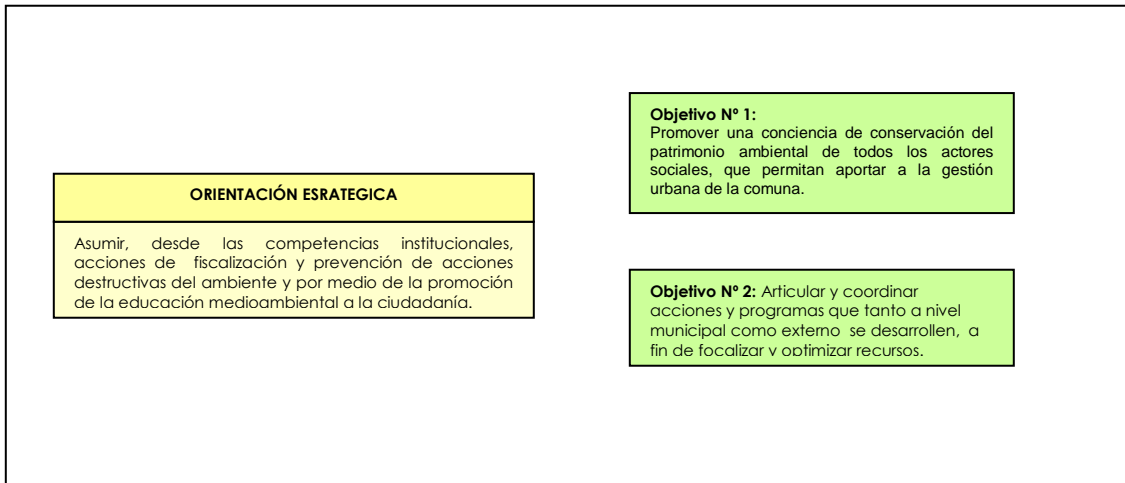 ORIENTACIÓN ESRATEGICA
Asumir, desde las competencias institucionales,
acciones de fiscalización y prevención de acciones
destructivas del ambiente y por medio de la promoción
de la educación medioambiental a la ciudadanía.
Objetivo Nº 1:
Promover una conciencia de conservación del
patrimonio ambiental de todos los actores
sociales, que permitan aportar a la gestión
urbana de la comuna.
Objetivo Nº 2: Articular y coordinar
acciones y programas que tanto a nivel
municipal como externo se desarrollen, a
fin de focalizar y optimizar recursos.